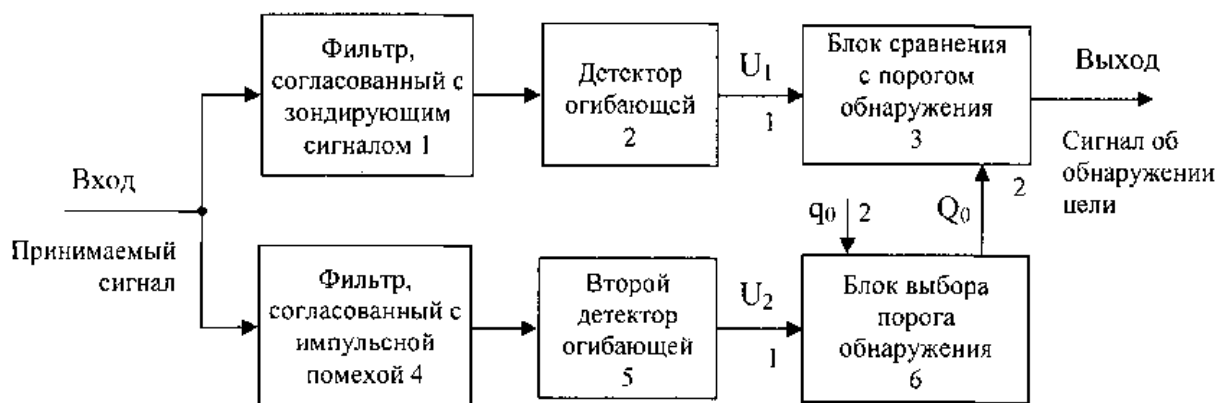 Фильтр,
согласованный с
зондирующим
сигналом 1
Детектор
огибающей
2
U1
1
Блок сравнения
с порогом
обнаружения
3
Выход
Сигнал об
обнаружении
цели
2
Вход
Принимаемый
сигнал
q0
2
Q0
Фильтр,
согласованный с
импульсной
помехой 4
Второй
детектор
огибающей
5
U2
1
Блок выбора
порога
обнаружения
6